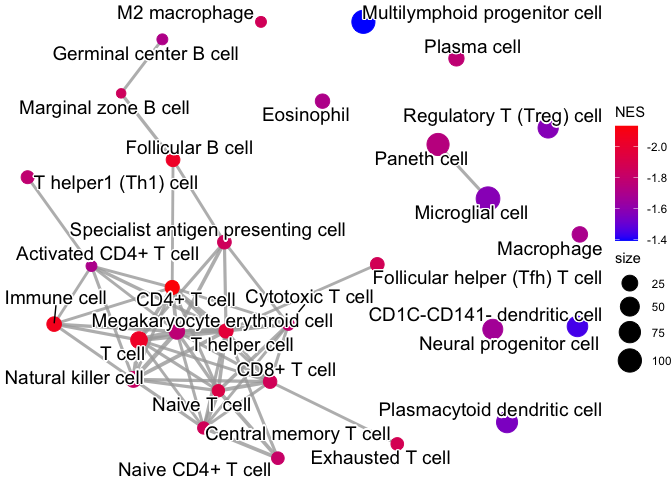 M2 macrophage
Multilymphoid progenitor cell
Germinal center B cell
Plasma cell
Marginal zone B cell
Eosinophil
Regulatory T (Treg) cell
NES
-2.0
-1.8
-1.6
-1.4
Follicular B cell
Paneth cell
T helper1 (Th1) cell
Microglial cell
Specialist antigen presenting cell
Activated CD4+ T cell
Macrophage
size
25
50
75
100
Follicular helper (Tfh) T cell
Immune cell
CD4+ T cell
Cytotoxic T cell
Megakaryocyte erythroid cell
CD1C-CD141- dendritic cell
T cell
T helper cell
Neural progenitor cell
Natural killer cell
CD8+ T cell
Naive T cell
Plasmacytoid dendritic cell
Central memory T cell
Naive CD4+ T cell
Exhausted T cell